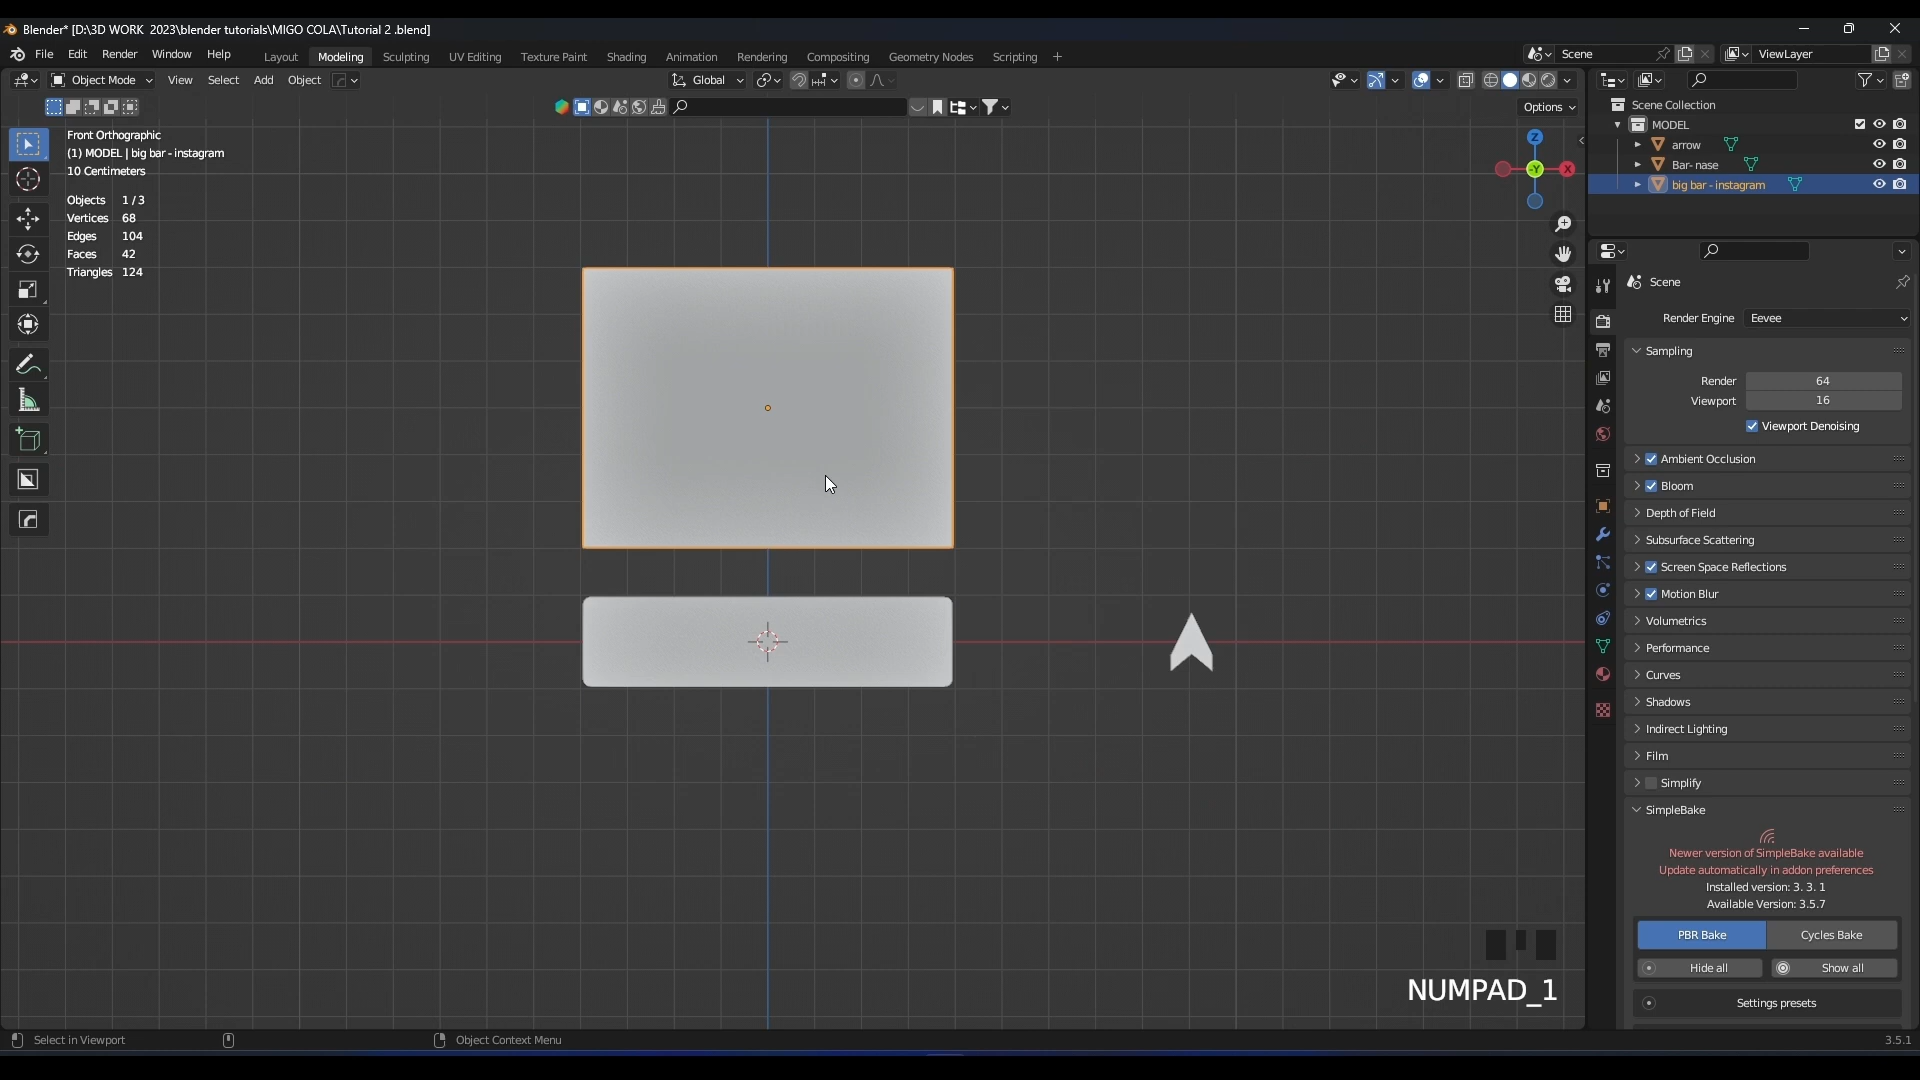 Blender* [D:\3D WORK  2023\blender tutorials\MIGO COLA\Tutorial 2 .blend]
File Edit Render Window Help Layout Modeling Sculpting UV Editing Texture Paint Shading Animation Rendering Compositing Geometry Nodes Scripting + Scene ViewLayer
Object Mode View Select Add Object Global
Options
Front Orthographic
(1) MODEL | big bar - instagram
10 Centimeters
Objects 1 / 3
Vertices 68
Edges 104
Faces 42
Triangles 124
Z
X
-Y
NUMPAD_1
Scene Collection
MODEL
arrow
Bar- nase
big bar - instagram
Scene
Render Engine Eevee
Sampling
Render 64
Viewport 16
Viewport Denoising
Ambient Occlusion
Bloom
Depth of Field
Subsurface Scattering
Screen Space Reflections
Motion Blur
Volumetrics
Performance
Curves
Shadows
Indirect Lighting
Film
Simplify
SimpleBake
Newer version of SimpleBake available
Update automatically in addon preferences
Installed version: 3. 3. 1
Available Version: 3.5.7
PBR Bake Cycles Bake
Hide all Show all
Settings presets
Select in Viewport Object Context Menu 3.5.1